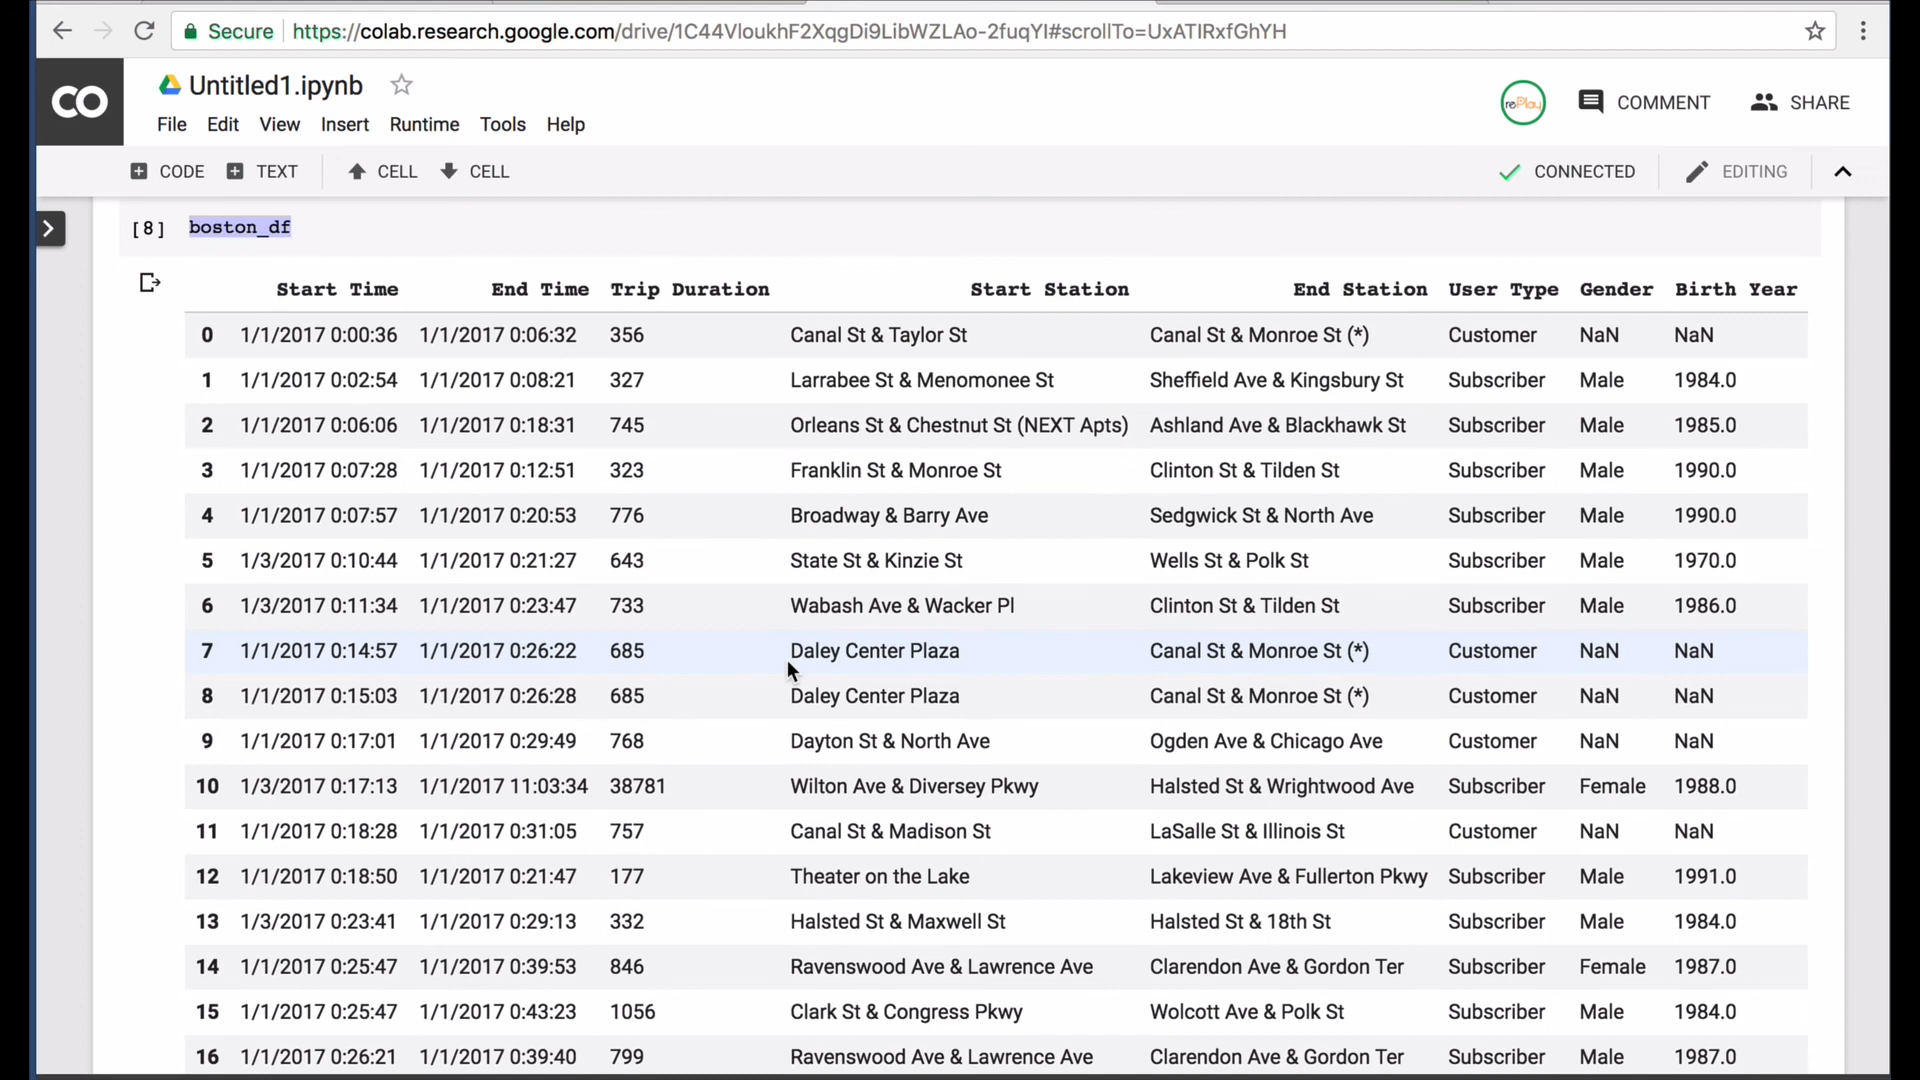 Secure https://colab.research.google.com/drive/1C44VloukhF2XqgDi9LibWZLAo-2fuqYI#scrollTo=UxATIRxfGhYH
CO Untitled1.ipynb rePlay COMMENT SHARE
File Edit View Insert Runtime Tools Help
CODE TEXT CELL CELL CONNECTED EDITING
[8] boston_df
Start Time End Time Trip Duration Start Station End Station User Type Gender Birth Year
0 1/1/2017 0:00:36 1/1/2017 0:06:32 356 Canal St & Taylor St Canal St & Monroe St (*) Customer NaN NaN
1 1/1/2017 0:02:54 1/1/2017 0:08:21 327 Larrabee St & Menomonee St Sheffield Ave & Kingsbury St Subscriber Male 1984.0
2 1/1/2017 0:06:06 1/1/2017 0:18:31 745 Orleans St & Chestnut St (NEXT Apts) Ashland Ave & Blackhawk St Subscriber Male 1985.0
3 1/1/2017 0:07:28 1/1/2017 0:12:51 323 Franklin St & Monroe St Clinton St & Tilden St Subscriber Male 1990.0
4 1/1/2017 0:07:57 1/1/2017 0:20:53 776 Broadway & Barry Ave Sedgwick St & North Ave Subscriber Male 1990.0
5 1/3/2017 0:10:44 1/1/2017 0:21:27 643 State St & Kinzie St Wells St & Polk St Subscriber Male 1970.0
6 1/3/2017 0:11:34 1/1/2017 0:23:47 733 Wabash Ave & Wacker Pl Clinton St & Tilden St Subscriber Male 1986.0
7 1/1/2017 0:14:57 1/1/2017 0:26:22 685 Daley Center Plaza Canal St & Monroe St (*) Customer NaN NaN
8 1/1/2017 0:15:03 1/1/2017 0:26:28 685 Daley Center Plaza Canal St & Monroe St (*) Customer NaN NaN
9 1/1/2017 0:17:01 1/1/2017 0:29:49 768 Dayton St & North Ave Ogden Ave & Chicago Ave Customer NaN NaN
10 1/3/2017 0:17:13 1/1/2017 11:03:34 38781 Wilton Ave & Diversey Pkwy Halsted St & Wrightwood Ave Subscriber Female 1988.0
11 1/1/2017 0:18:28 1/1/2017 0:31:05 757 Canal St & Madison St LaSalle St & Illinois St Customer NaN NaN
12 1/1/2017 0:18:50 1/1/2017 0:21:47 177 Theater on the Lake Lakeview Ave & Fullerton Pkwy Subscriber Male 1991.0
13 1/3/2017 0:23:41 1/1/2017 0:29:13 332 Halsted St & Maxwell St Halsted St & 18th St Subscriber Male 1984.0
14 1/1/2017 0:25:47 1/1/2017 0:39:53 846 Ravenswood Ave & Lawrence Ave Clarendon Ave & Gordon Ter Subscriber Female 1987.0
15 1/1/2017 0:25:47 1/1/2017 0:43:23 1056 Clark St & Congress Pkwy Wolcott Ave & Polk St Subscriber Male 1984.0
16 1/1/2017 0:26:21 1/1/2017 0:39:40 799 Ravenswood Ave & Lawrence Ave Clarendon Ave & Gordon Ter Subscriber Male 1987.0